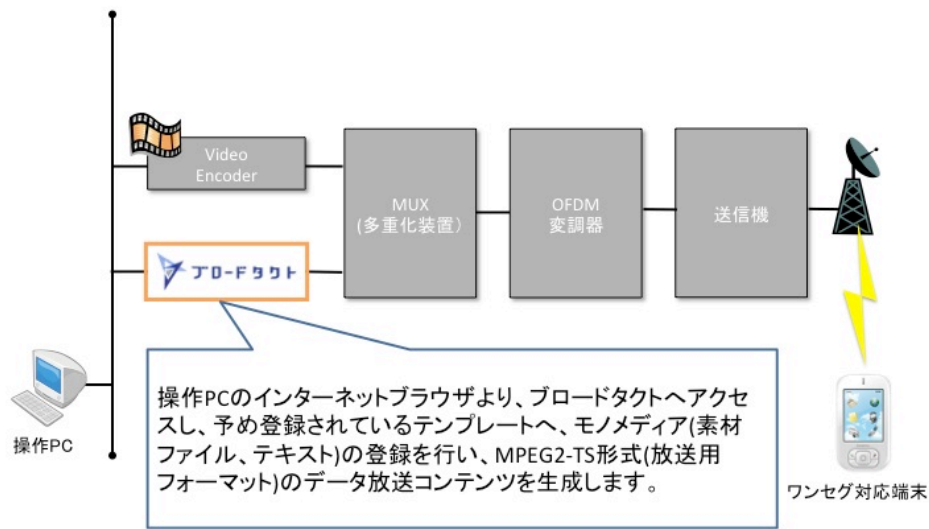 Video
Encoder
MUX
(多重化装置)
OFDM
変調器
送信機
ブロードタクト
操作PC
操作PCのインターネットブラウザより、ブロードタクトへアクセ
スし、予め登録されているテンプレートへ、モノメディア(素材
ファイル、テキスト)の登録を行い、MPEG2-TS形式(放送用
フォーマット)のデータ放送コンテンツを生成します。
ワンセグ対応端末